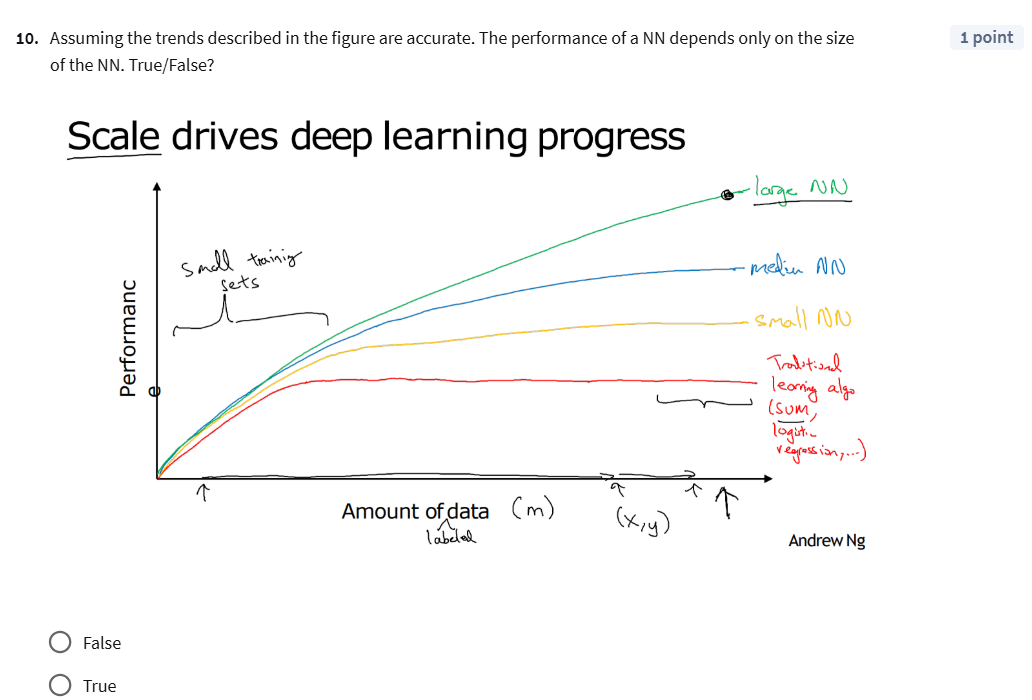 10. Assuming the trends described in the figure are accurate. The performance of a NN depends only on the size
1 point
of the NN. True/False?
Scale drives deep learning progress
large NN
small training
sets
medium NN
Performanc
small NN
Traditional
learning algo
(SVM,
logistic
regression,...)
Amount of data (m)
labeled
(x,y)
Andrew Ng
False
True